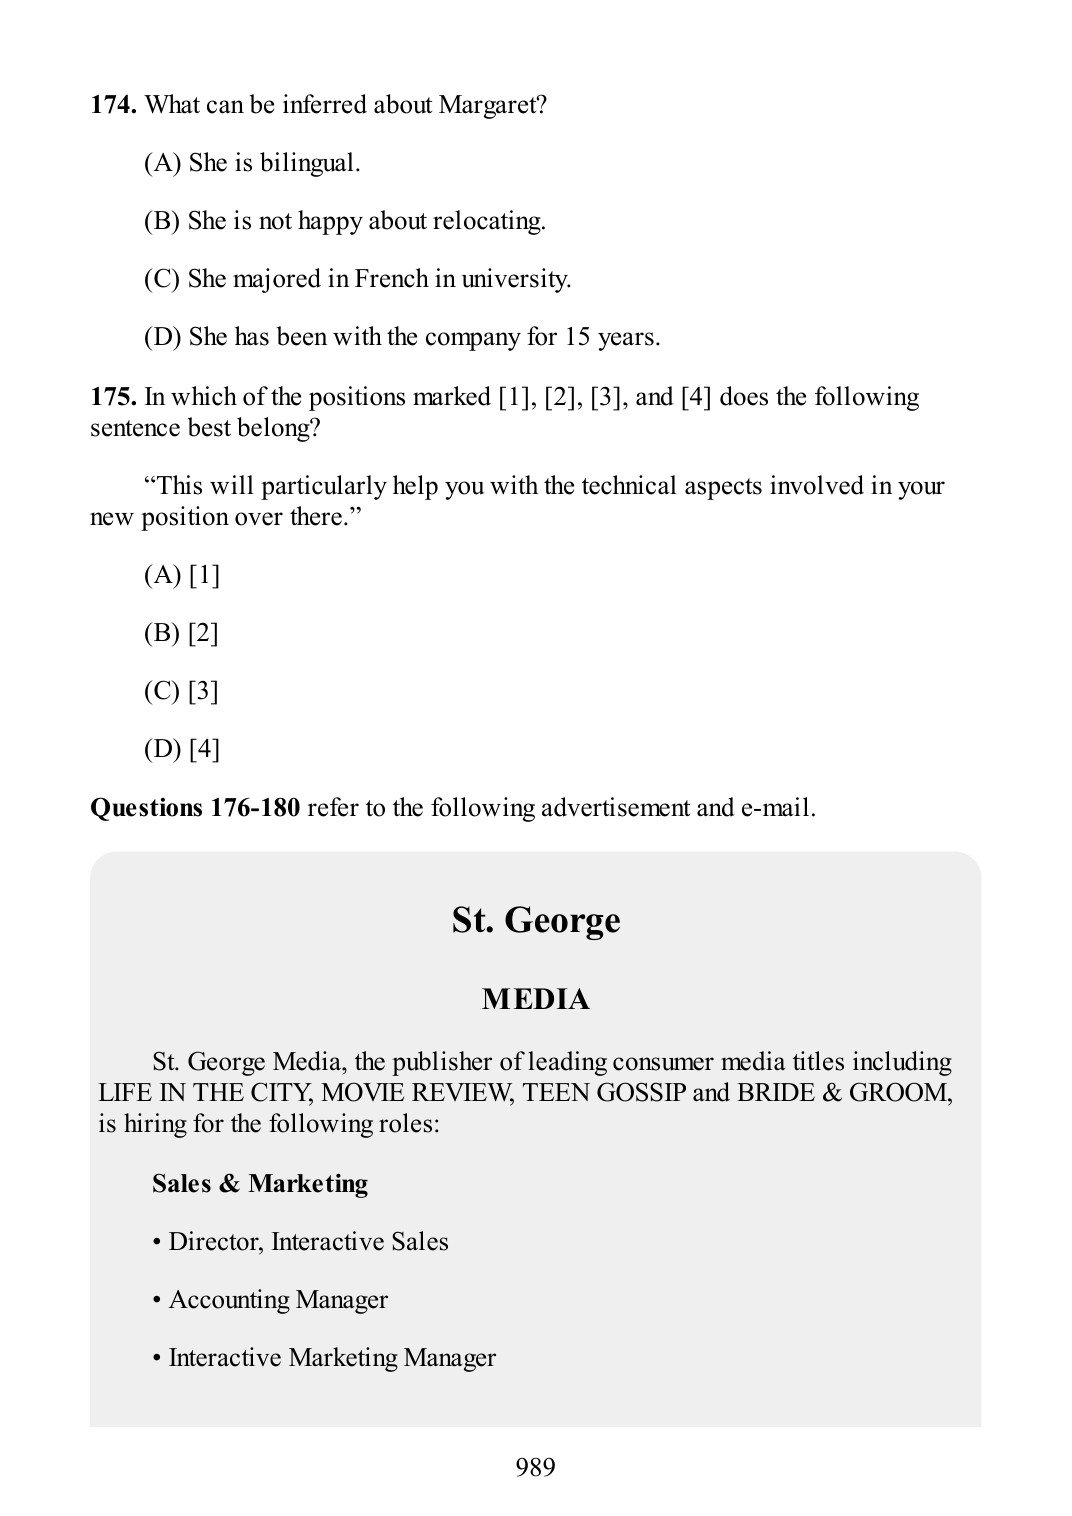 174. What can be inferred about Margaret?
(A) She is bilingual.
(B) She is not happy about relocating.
(C) She majored in French in university.
(D) She has been with the company for 15 years.
175. In which of the positions marked [1], [2], [3], and [4] does the following
sentence best belong?
“This will particularly help you with the technical aspects involved in your
new position over there.”
(A) [1]
(B) [2]
(C) [3]
(D) [4]
Questions 176-180 refer to the following advertisement and e-mail.
St. George
MEDIA
St. George Media, the publisher of leading consumer media titles including
LIFE IN THE CITY, MOVIE REVIEW, TEEN GOSSIP and BRIDE & GROOM,
is hiring for the following roles:
Sales & Marketing
• Director, Interactive Sales
• Accounting Manager
• Interactive Marketing Manager
989